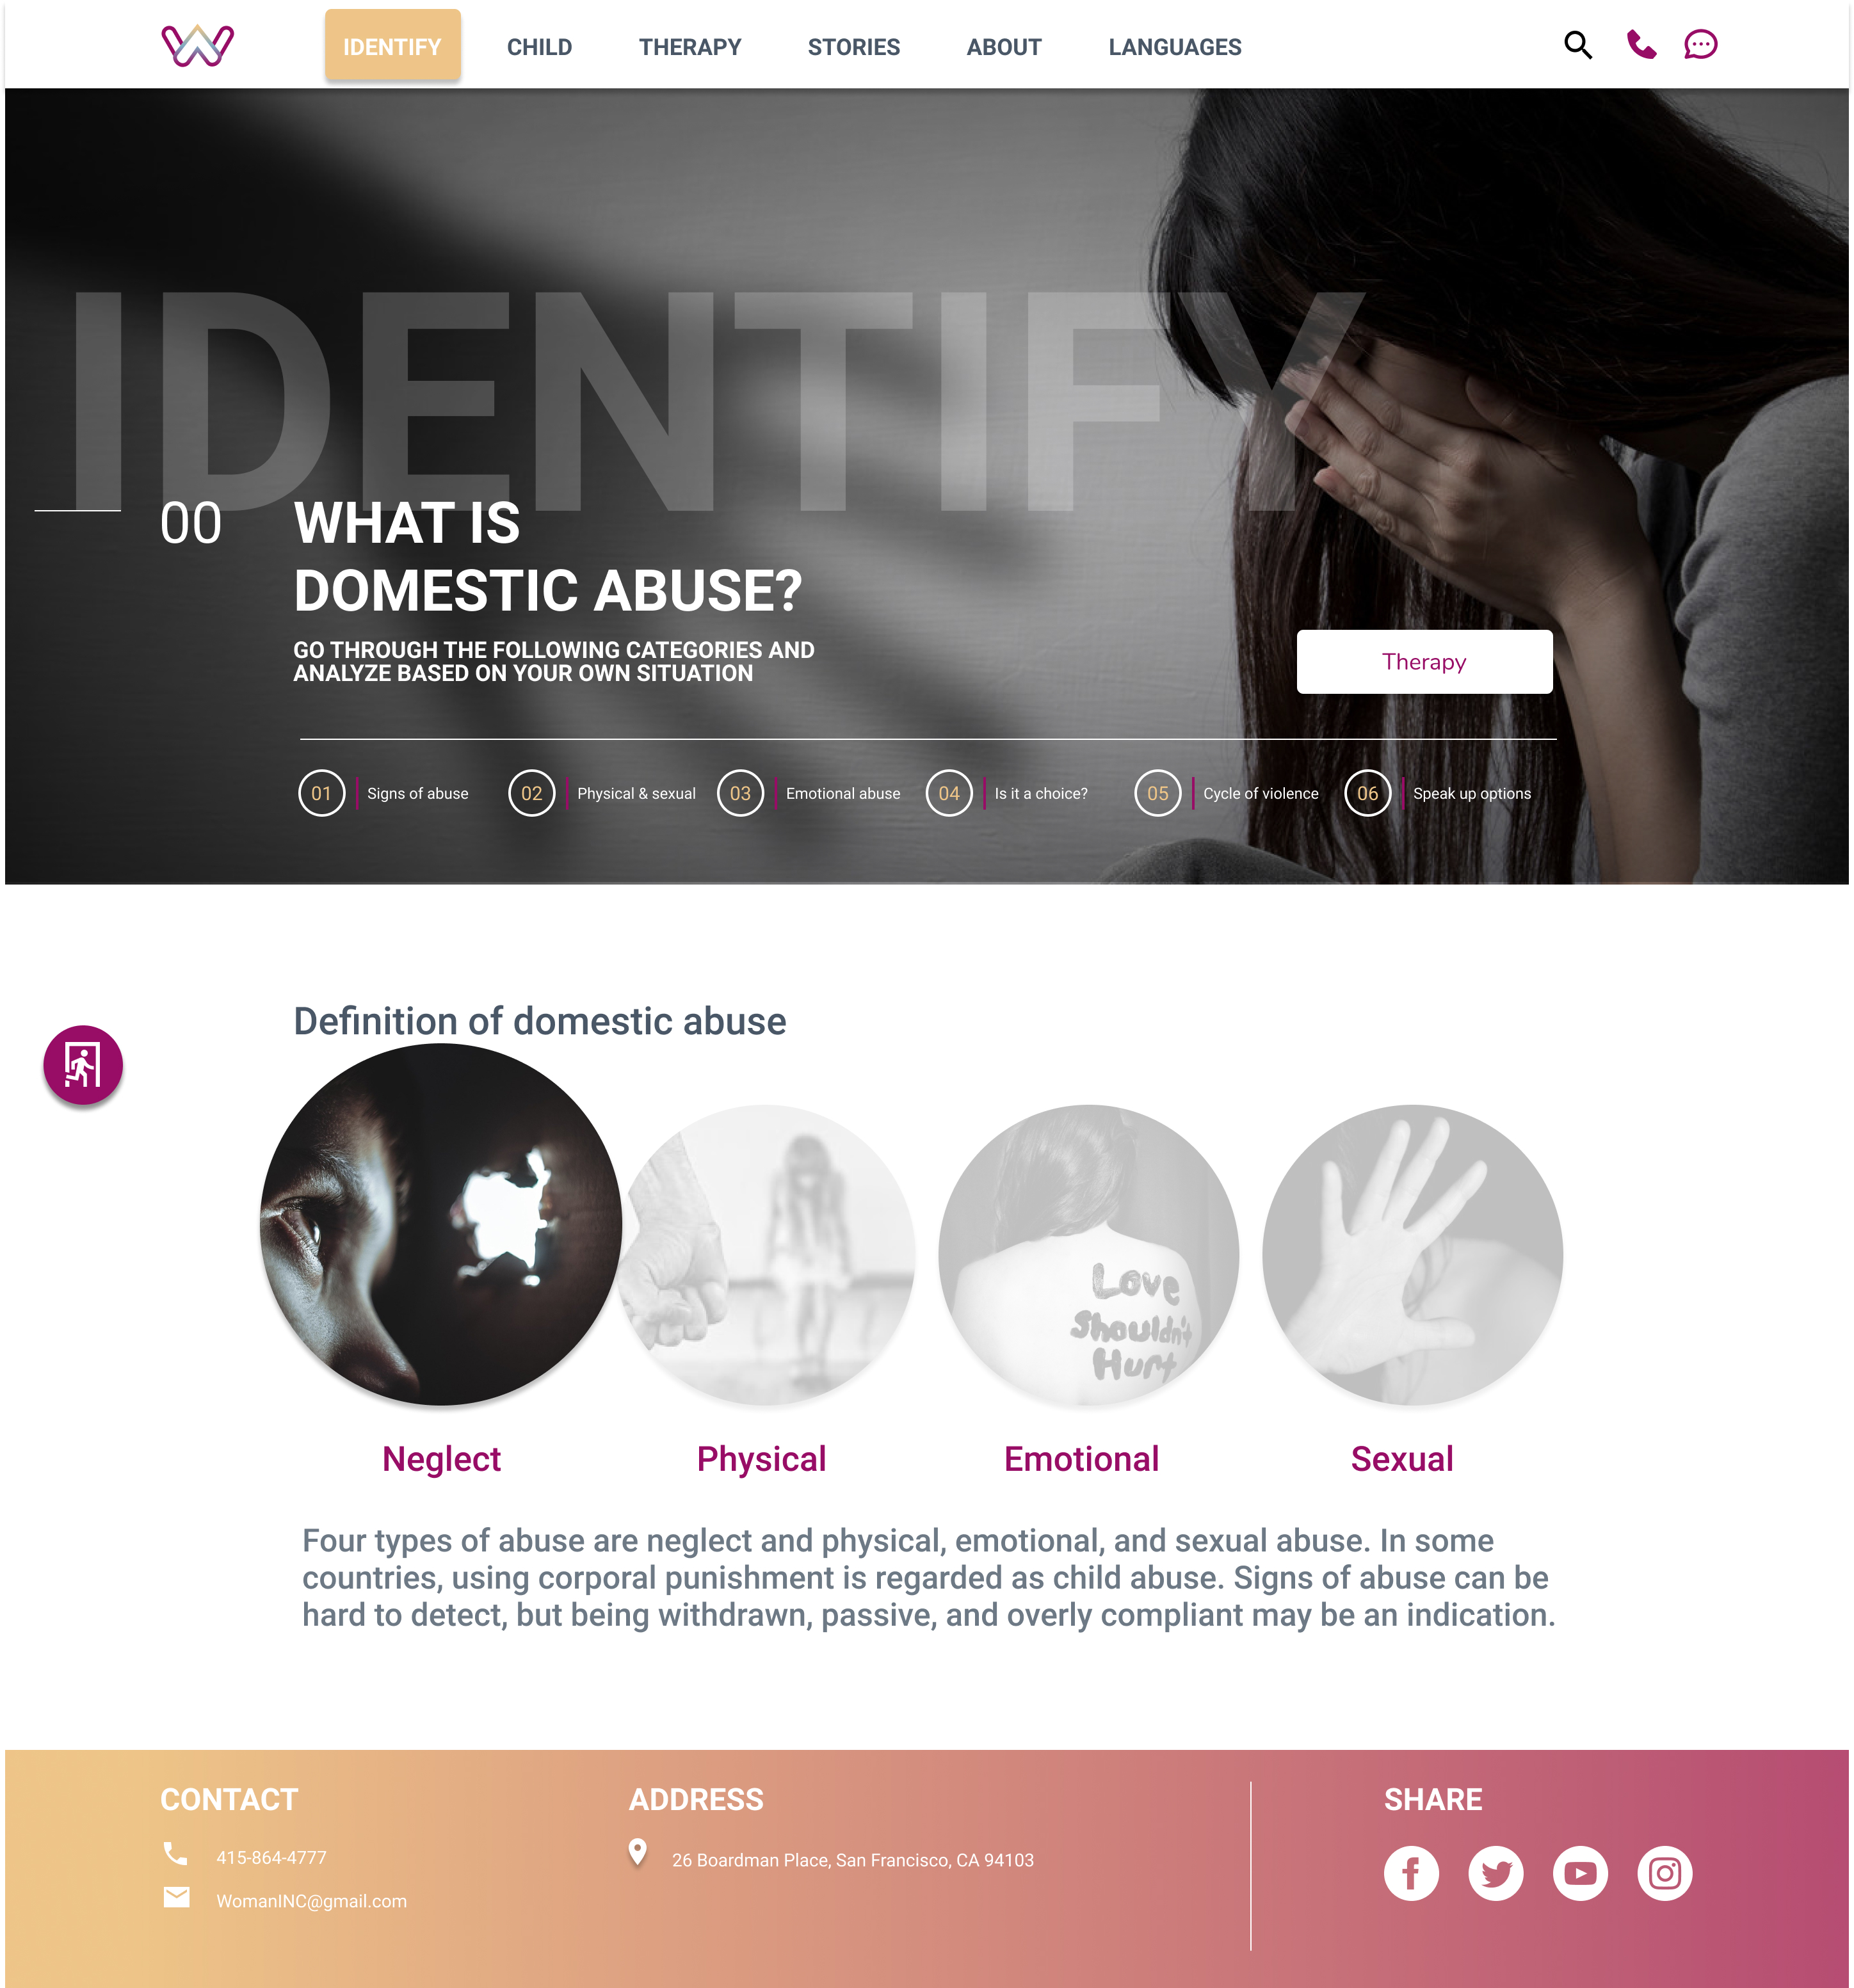 IDENTIFY
CHILD
THERAPY
STORIES
ABOUT
LANGUAGES
IDENTIFY
00
WHAT IS
DOMESTIC ABUSE?
GO THROUGH THE FOLLOWING CATEGORIES AND
ANALYZE BASED ON YOUR OWN SITUATION
Therapy
01 Signs of abuse
02 Physical & sexual
03 Emotional abuse
04 Is it a choice?
05 Cycle of violence
06 Speak up options
Definition of domestic abuse
Love
Shouldn't
Hurt
Neglect
Physical
Emotional
Sexual
Four types of abuse are neglect and physical, emotional, and sexual abuse. In some
countries, using corporal punishment is regarded as child abuse. Signs of abuse can be
hard to detect, but being withdrawn, passive, and overly compliant may be an indication.
CONTACT
415-864-4777
WomanINC@gmail.com
ADDRESS
26 Boardman Place, San Francisco, CA 94103
SHARE